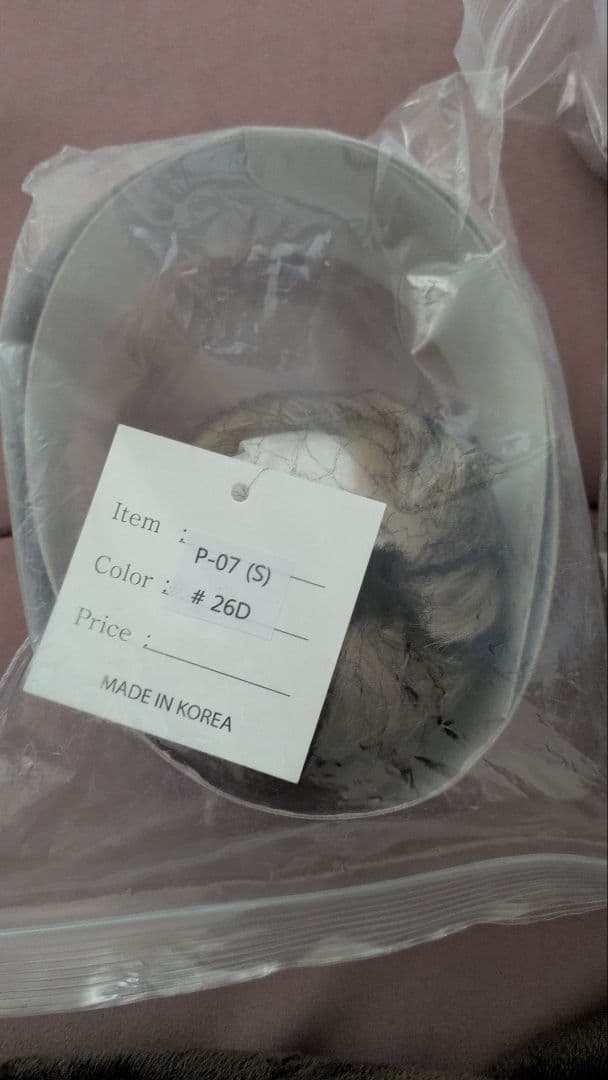 Item : P-07 (S)
Color : # 26D
Price :
MADE IN KOREA